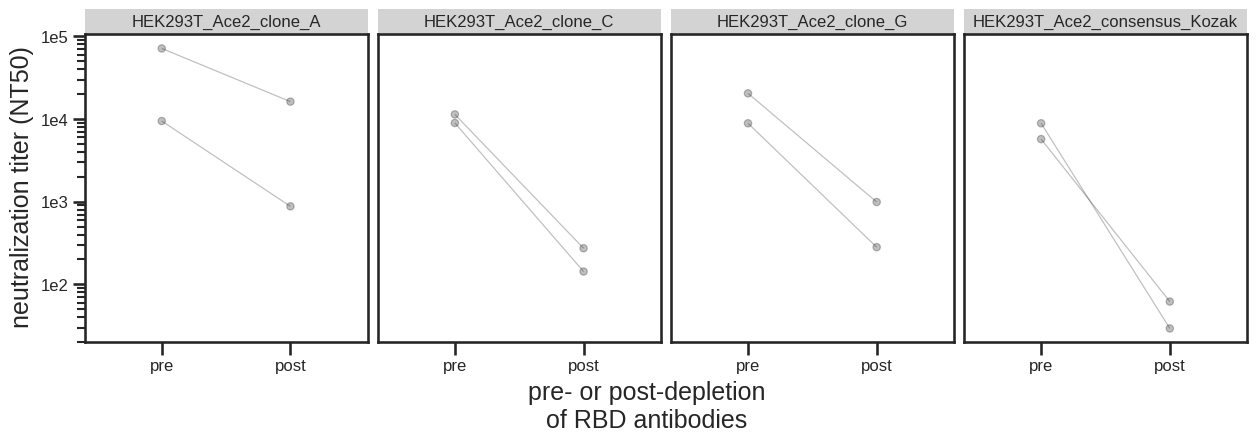 HEK293T_Ace2_clone_A
HEK293T_Ace2_clone_C
HEK293T_Ace2_clone_G
HEK293T_Ace2_consensus_Kozak
neutralization titer (NT50)
1e5
1e4
1e3
1e2
pre
post
pre
post
pre
post
pre
post
pre- or post-depletion
of RBD antibodies